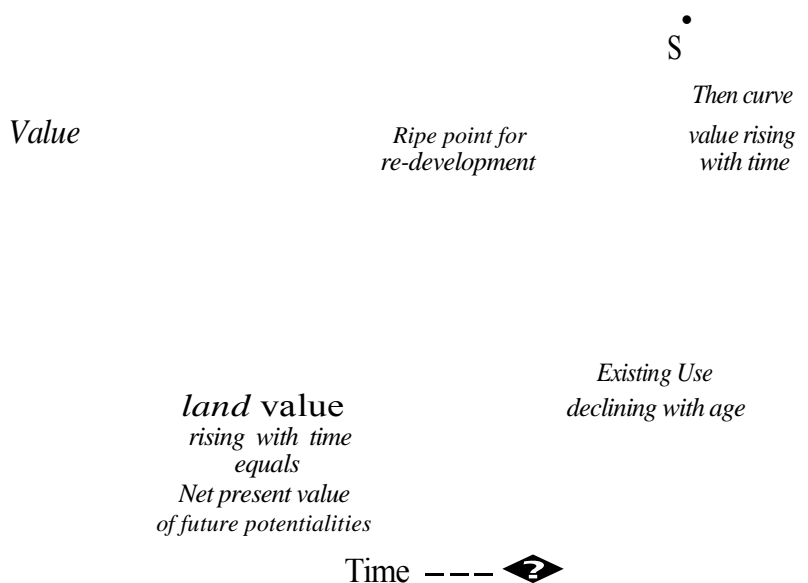 S
Then curve
value rising
with time
Value
Ripe point for
re-development
Existing Use
declining with age
land value
rising with time
equals
Net present value
of future potentialities
Time